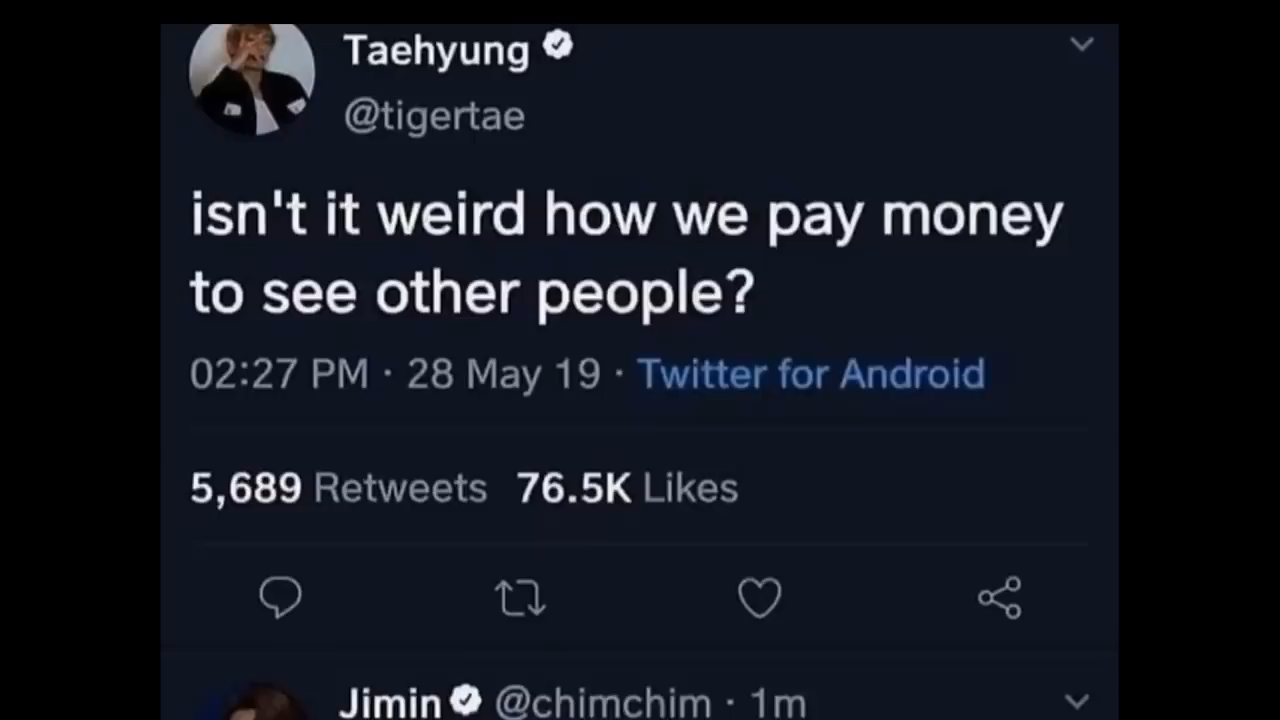 Taehyung
@tigertae
isn't it weird how we pay money
to see other people?
02:27 PM · 28 May 19 · Twitter for Android
5,689 Retweets 76.5K Likes
Jimin @chimchim · 1m